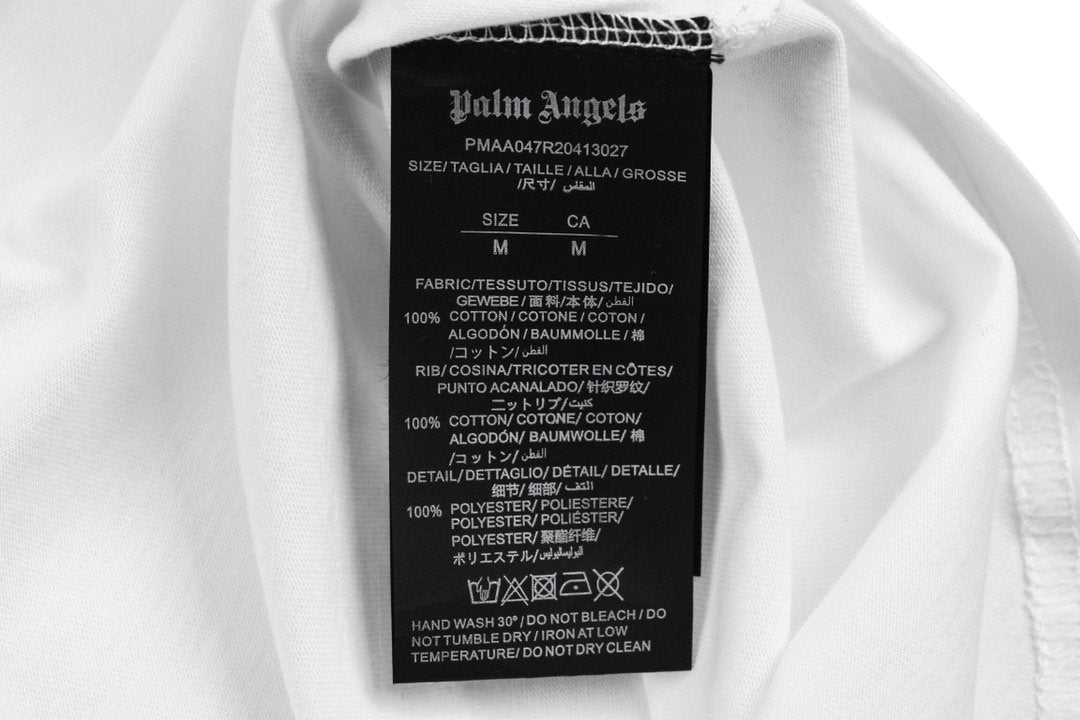 Palm Angels
PMAA047R20413027
SIZE/TAGLIA/TAILLE/ALLA/GROSSE
/尺寸/ المقلس
SIZE CA
M M
FABRIC/TESSUTO/TISSUS/TEJIDO/
GEWEBE/面料/本体/القطن
100% COTTON/COTONE/COTON/
ALGODÓN/BAUMMOLLE/棉
/コットン/القطن
RIB/COSINA/TRICOTER EN CÔTES/
PUNTO ACANALADO/针织罗纹/
ニットリブ/كنيت
100% COTTON/COTONE/COTON/
ALGODÓN/BAUMWOLLE/棉
/コットン/القطن
DETAIL/DETTAGLIO/DÉTAIL/DETALLE/
细节/细部/التف
100% POLYESTER/POLIESTERE/
POLYESTER/POLIÉSTER/
POLYESTER/聚酯纤维/
ポリエステル/
HAND WASH 30°/DO NOT BLEACH/DO
NOT TUMBLE DRY/IRON AT LOW
TEMPERATURE/DO NOT DRY CLEAN